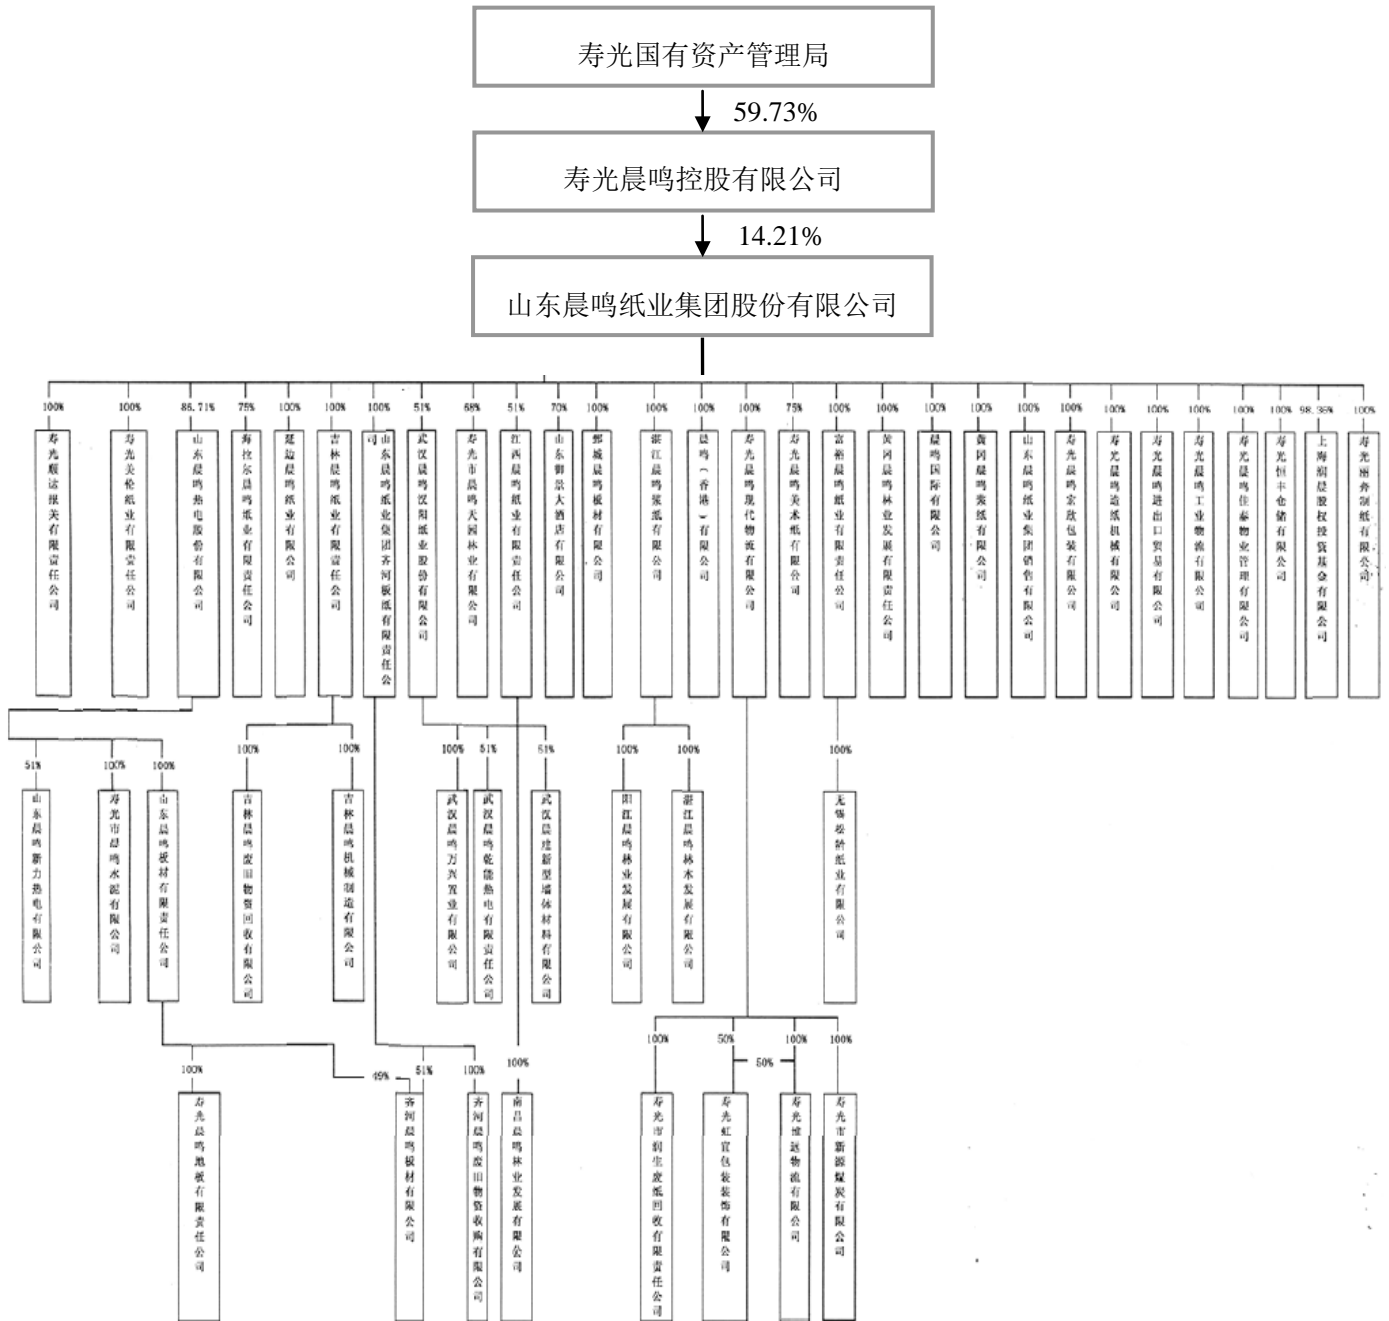 寿光国有资产管理局
59.73%
寿光晨鸣控股有限公司
14.21%
山东晨鸣纸业集团股份有限公司
100%
100%
86.71%
75%
100%
100%
100%
51%
68%
51%
70%
100%
100%
100%
100%
75%
100%
100%
100%
100%
100%
100%
100%
100%
100%
100%
100%
98.36%
100%
寿光顺达报关有限责任公司
寿光美伦纸业有限责任公司
山东晨鸣热电股份有限公司
海拉尔晨鸣纸业有限责任公司
延边晨鸣纸业有限公司
吉林晨鸣纸业有限责任公司
山东晨鸣纸业集团齐河板纸有限责任公司
武汉晨鸣汉阳纸业股份有限公司
寿光市晨鸣天园林业有限公司
江西晨鸣纸业有限责任公司
山东御景大酒店有限公司
鄄城晨鸣板材有限公司
湛江晨鸣浆纸有限公司
晨鸣(香港)有限公司
寿光晨鸣现代物流有限公司
寿光晨鸣美术纸有限公司
富裕晨鸣纸业有限责任公司
黄冈晨鸣林业发展有限责任公司
晨鸣国际有限公司
黄冈晨鸣浆纸有限公司
山东晨鸣纸业集团销售有限公司
寿光晨鸣宏欣包装有限公司
寿光晨鸣造纸机械有限公司
寿光晨鸣进出口贸易有限公司
寿光晨鸣工业物流有限公司
寿光晨鸣佳泰物业管理有限公司
寿光恒丰仓储有限公司
上海润晨股权投资基金有限公司
寿光丽奔制纸有限公司
51%
100%
100%
100%
100%
100%
51%
51%
100%
100%
100%
山东晨鸣新力热电有限公司
寿光市晨鸣水泥有限公司
山东晨鸣板材有限责任公司
吉林晨鸣废旧物资回收有限公司
吉林晨鸣机械制造有限公司
武汉晨鸣万兴置业有限公司
武汉晨鸣乾能热电有限责任公司
武汉晨建新型墙体材料有限公司
阳江晨鸣林业发展有限公司
湛江晨鸣林木发展有限公司
无锡松龄纸业有限公司
100%
49%
51%
100%
100%
100%
50%
50%
100%
100%
寿光晨鸣地板有限责任公司
齐河晨鸣板材有限公司
齐河晨鸣废旧物资收购有限公司
南昌晨鸣林业发展有限公司
寿光市润生废纸回收有限责任公司
寿光虹宜包装装饰有限公司
寿光维远物流有限公司
寿光市新源煤炭有限公司